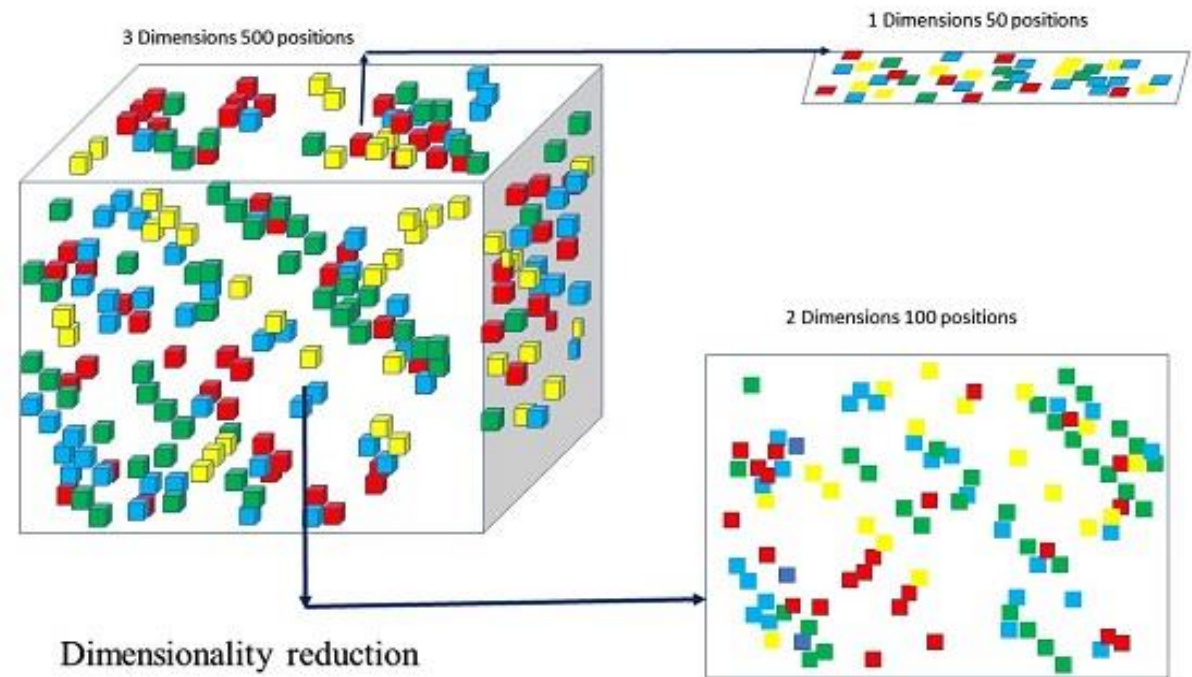 1 Dimensions 50 positions
3 Dimensions 500 positions
2 Dimensions 100 positions
Dimensionality reduction